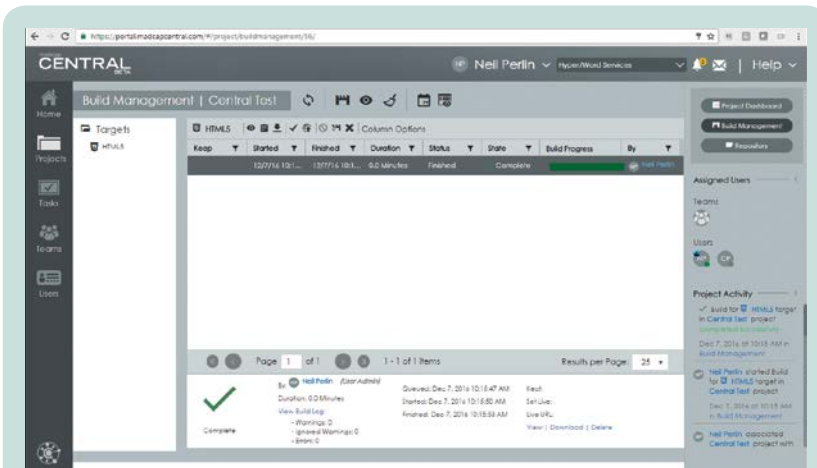 https://portal.madcapcentral.com/#/project/buildmanagement/56/
CENTRAL
BETA
NP Neil Perlin
HyperWord Services
Help
Home
Projects
Tasks
Teams
Users
Build Management | Central Test
Targets
HTML5
HTML5
Column Options
Keep Started Finished Duration Status State Build Progress By
12/7/16 10:1... 12/7/16 10:1... 0.0 Minutes Finished Complete Neil Perlin
Page 1 of 1
1 - 1 of 1 Items
Results per Page: 25
Complete
By: Neil Perlin (User Admin)
Duration: 0.0 Minutes
View Build Log:
- Warnings: 0
- Ignored Warnings: 0
- Errors: 0
Queued: Dec 7, 2016 10:15:47 AM
Started: Dec 7, 2016 10:15:50 AM
Finished: Dec 7, 2016 10:15:53 AM
Keep:
Set Live:
Live URL:
View | Download | Delete
Project Dashboard
Build Management
Repository
Assigned Users
Teams
Users
NP CP
Project Activity
Build for HTML5 target
in Central Test project
completed successfully
Dec 7, 2016 at 10:15 AM in
Build Management
Neil Perlin started Build
for HTML5 target in
Central Test project
Dec 7, 2016 at 10:15 AM
in Build Management
Neil Perlin associated
Central Test project with